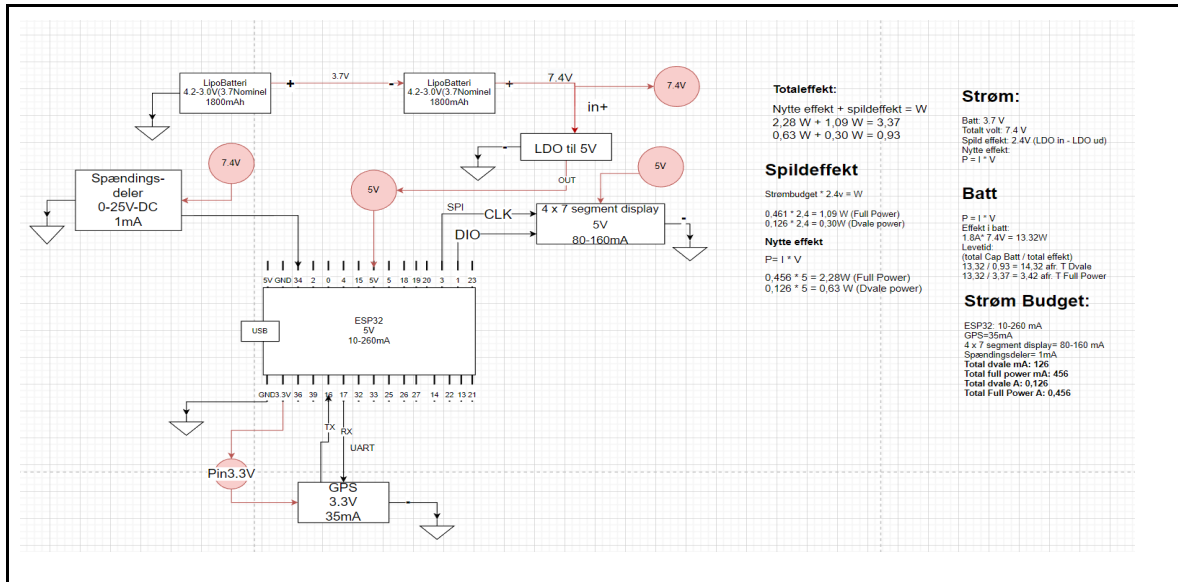 LipoBatteri
4.2-3.0V(3.7Nominel
1800mAh
+
3.7V
-
LipoBatteri
4.2-3.0V(3.7Nominel
1800mAh
+
7.4V
7.4V
in+
LDO til 5V
-
OUT
7.4V
5V
5V
Spændings-
deler
0-25V-DC
1mA
SPI
CLK
DIO
4 x 7 segment display
5V
80-160mA
-
5V GND 34 2 0 4 15 5V 5 18 19 20 3 1 23
USB
ESP32
5V
10-260mA
GND 3.3V 36 39 16 17 32 33 25 26 27 14 22 13 21
TX
RX
UART
Pin3.3V
GPS
3.3V
35mA
-
Totaleffekt:
Nytte effekt + spildeffekt = W
2,28 W + 1,09 W = 3,37
0,63 W + 0,30 W = 0,93
Spildeffekt
Strømbudget * 2.4v = W
0,461 * 2,4 = 1,09 W (Full Power)
0,126 * 2,4 = 0,30W (Dvale power)
Nytte effekt
P= I * V
0,456 * 5 = 2,28W (Full Power)
0,126 * 5 = 0,63 W (Dvale power)
Strøm:
Batt: 3.7 V
Totalt volt: 7.4 V
Spild effekt: 2.4V (LDO in - LDO ud)
Nytte effekt:
P = I * V
Batt
P = I * V
Effekt i batt:
1.8A* 7.4V = 13.32W
Levetid:
(total Cap Batt / total effekt)
13,32 / 0,93 = 14,32 afr. T Dvale
13,32 / 3,37 = 3,42 afr. T Full Power
Strøm Budget:
ESP32: 10-260 mA
GPS=35mA
4 x 7 segment display= 80-160 mA
Spændingsdeler= 1mA
Total dvale mA: 126
Total full power mA: 456
Total dvale A: 0,126
Total Full Power A: 0,456